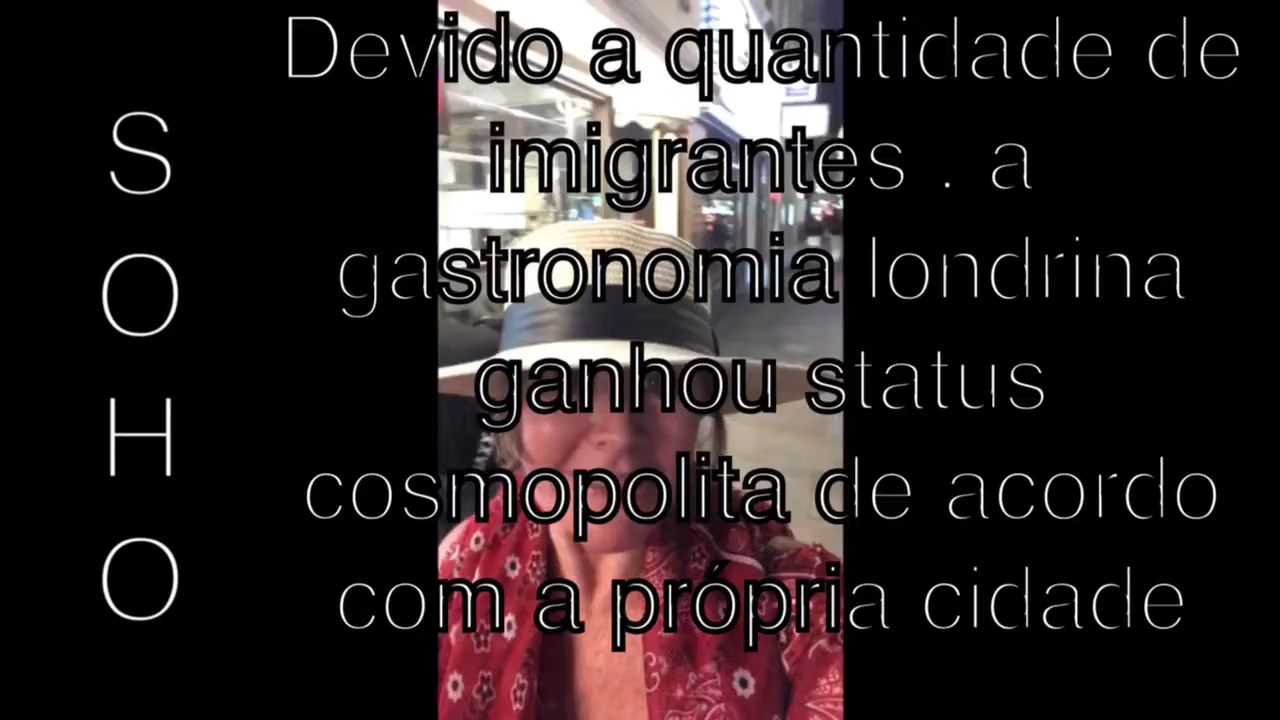 S
O
H
O
Devido a quantidade de
imigrantes . a
gastronomia londrina
ganhou status
cosmopolita de acordo
com a própria cidade